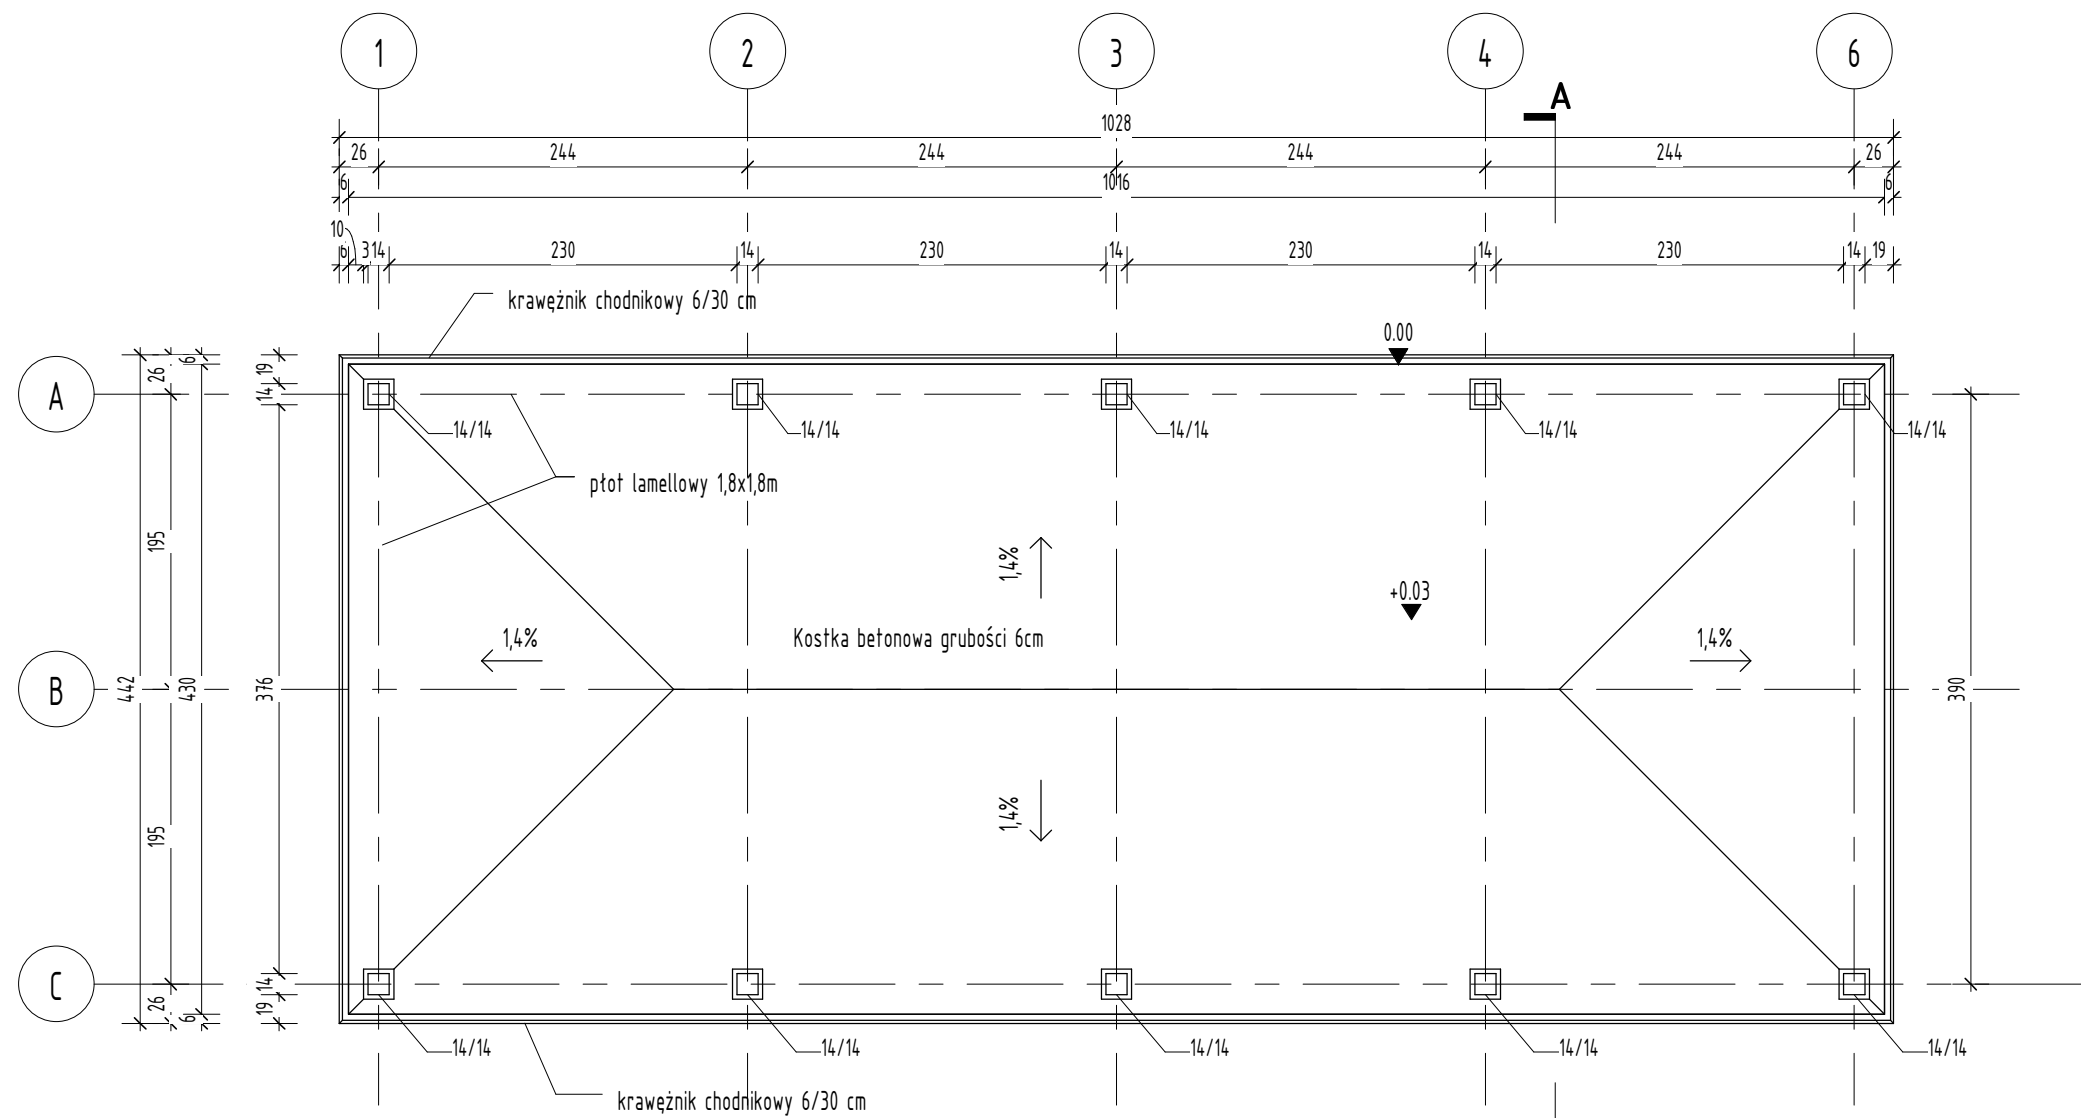 1 2 3 4 6
A
1028
26 244 244 244 244 26
6 1016 6
10
6 3 14 230 14 230 14 230 14 230 14 19
krawężnik chodnikowy 6/30 cm
0.00
6
26
19
14
A
14/14 14/14 14/14 14/14 14/14
płot lamellowy 1,8x1,8m
195
1,4%
+0.03
Kostka betonowa grubości 6cm
1,4% 1,4%
B
442 430 376 390
1,4%
195
C
14
26
19
6
14/14 14/14 14/14 14/14 14/14
krawężnik chodnikowy 6/30 cm